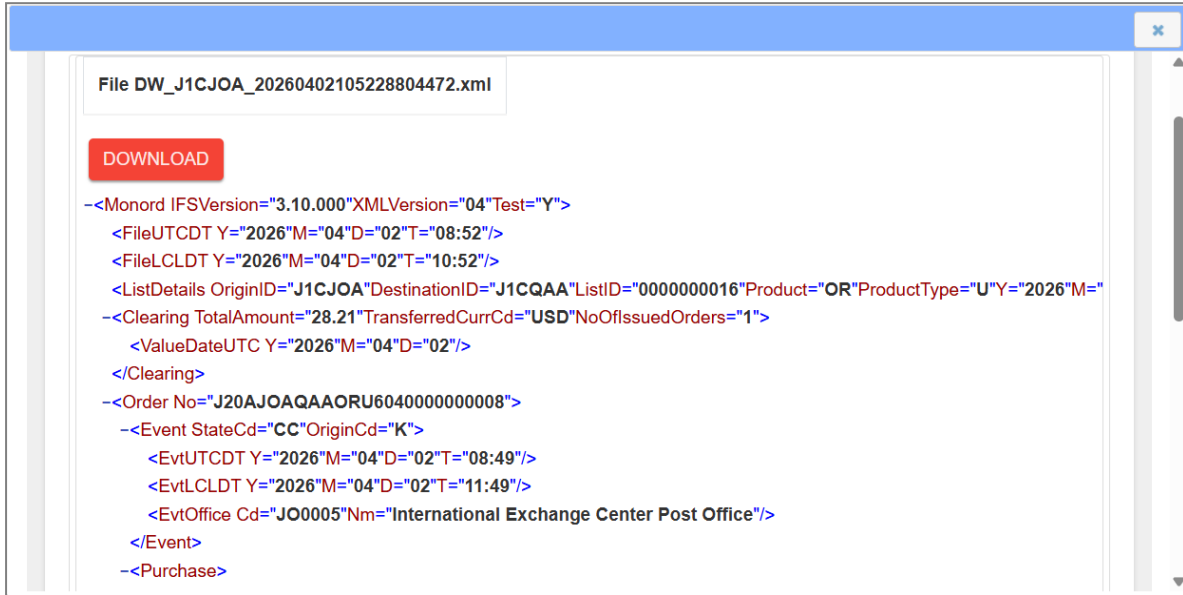 File DW_J1CJOA_20260402105228804472.xml
DOWNLOAD
–<Monord IFSVersion="3.10.000"XMLVersion="04"Test="Y">
<FileUTCDT Y="2026"M="04"D="02"T="08:52"/>
<FileLCLDT Y="2026"M="04"D="02"T="10:52"/>
<ListDetails OriginID="J1CJOA"DestinationID="J1CQAA"ListID="0000000016"Product="OR"ProductType="U"Y="2026"M="
–<Clearing TotalAmount="28.21"TransferredCurrCd="USD"NoOfIssuedOrders="1">
<ValueDateUTC Y="2026"M="04"D="02"/>
</Clearing>
–<Order No="J20AJOAQAAORU6040000000008">
–<Event StateCd="CC"OriginCd="K">
<EvtUTCDT Y="2026"M="04"D="02"T="08:49"/>
<EvtLCLDT Y="2026"M="04"D="02"T="11:49"/>
<EvtOffice Cd="JO0005"Nm="International Exchange Center Post Office"/>
</Event>
–<Purchase>